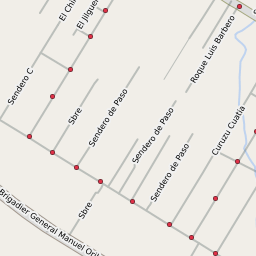 El Chi
El Jilgue
Roque Luis Barbero
Sendero C
Sbre
Sendero de Paso
Sendero de Paso
Sendero de Paso
Curuzu Cuatia
Sbre
Brigadier General Manuel Ori